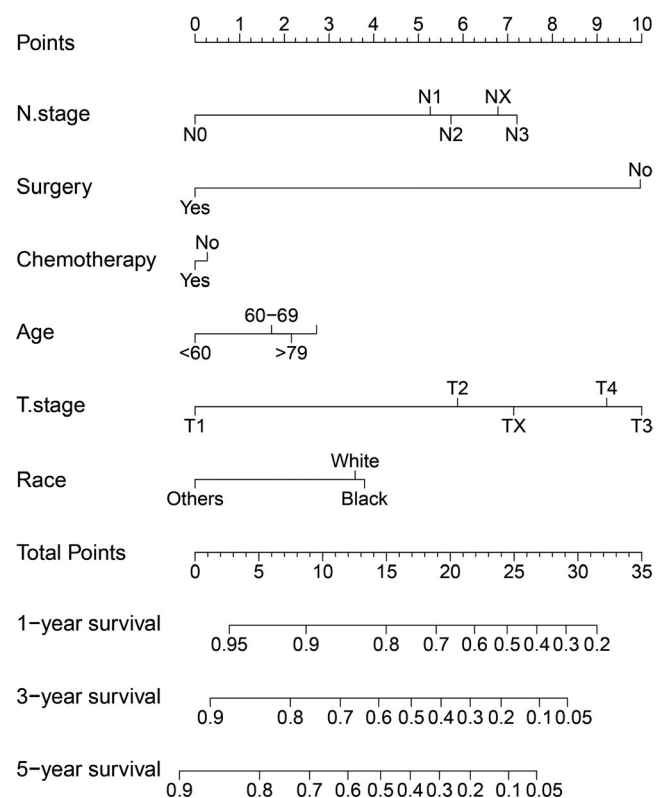 Points 0 1 2 3 4 5 6 7 8 9 10
N1 NX
N.stage
N0 N2 N3
No
Surgery
Yes
No
Chemotherapy
Yes
60−69
Age
<60 >79
T2 T4
T.stage
T1 TX T3
White
Race
Others Black
Total Points
0 5 10 15 20 25 30 35
1−year survival
0.95 0.9 0.8 0.7 0.6 0.5 0.4 0.3 0.2
3−year survival
0.9 0.8 0.7 0.6 0.5 0.4 0.3 0.2 0.1 0.05
5−year survival
0.9 0.8 0.7 0.6 0.5 0.4 0.3 0.2 0.1 0.05